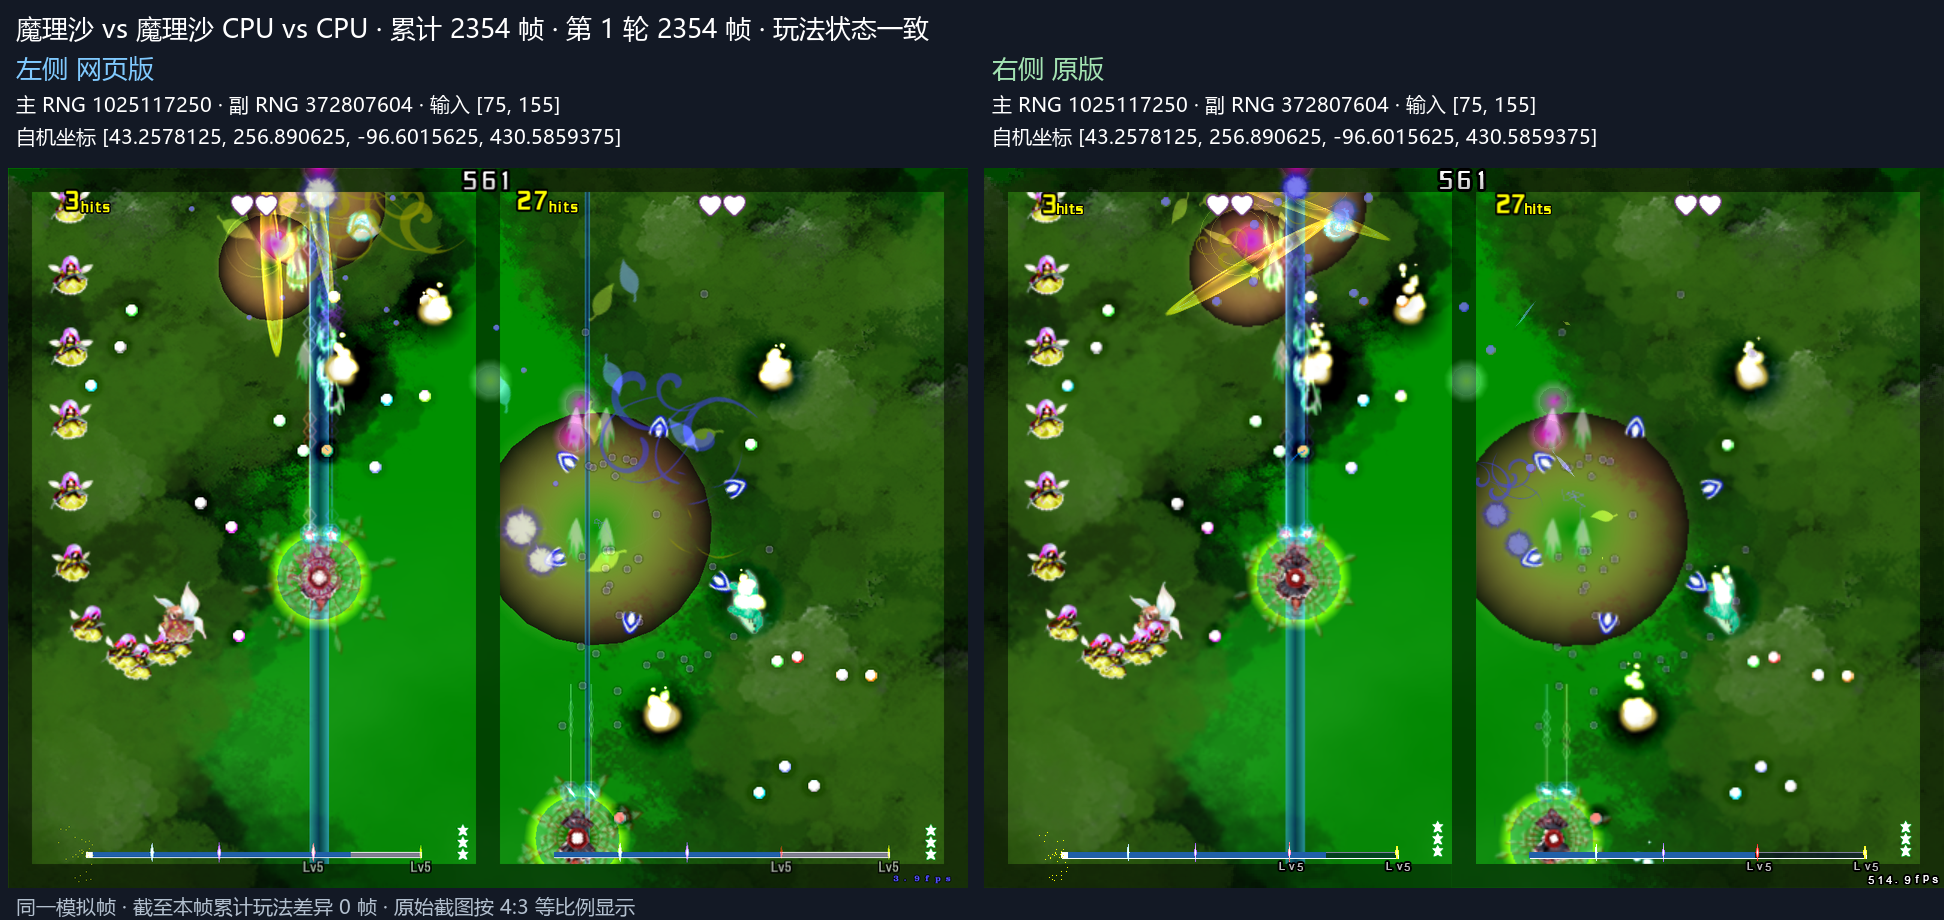 魔理沙 vs 魔理沙 CPU vs CPU · 累计 2354 帧 · 第 1 轮 2354 帧 · 玩法状态一致
左侧 网页版
主 RNG 1025117250 · 副 RNG 372807604 · 输入 [75, 155]
自机坐标 [43.2578125, 256.890625, -96.6015625, 430.5859375]
右侧 原版
主 RNG 1025117250 · 副 RNG 372807604 · 输入 [75, 155]
自机坐标 [43.2578125, 256.890625, -96.6015625, 430.5859375]
561
3hits
27hits
Lv5
Lv5
Lv5
Lv5
3.9fps
561
3hits
27hits
Lv5
Lv5
Lv5
Lv5
514.9fps
同一模拟帧 · 截至本帧累计玩法差异 0 帧 · 原始截图按 4:3 等比例显示